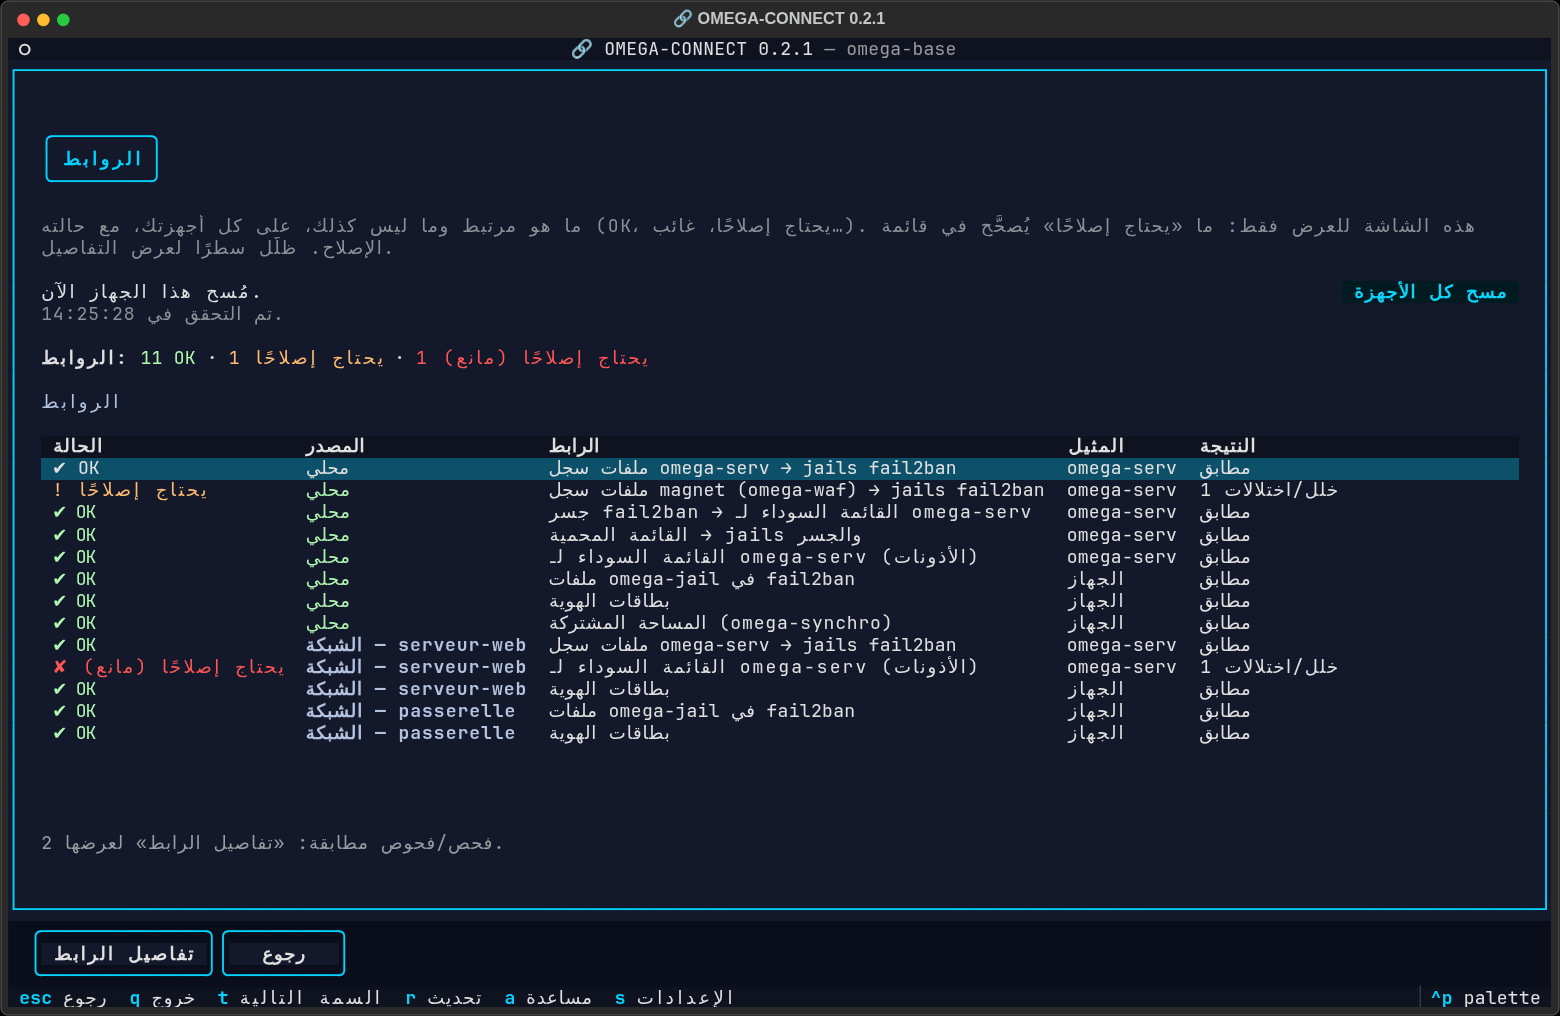 🔗 OMEGA-CONNECT 0.2.1
🔗 OMEGA-CONNECT 0.2.1 — omega-base
الروابط
هذه الشاشة للعرض فقط: ما «يحتاج إصلاحًا» يُصحَّح في قائمة .(…يحتاج إصلاحًا، غائب ،OK) ما هو مرتبط وما ليس كذلك، على كل أجهزتك، مع حالته
الإصلاح. ظلّل سطرًا لعرض التفاصيل.
مُسح هذا الجهاز الآن.
مسح كل الأجهزة
تم التحقق في 14:25:28.
الروابط: 11 OK · 1 يحتاج إصلاحًا · 1 يحتاج إصلاحًا (مانع)
الروابط
الحالة المصدر الرابط المثيل النتيجة
✔ OK محلي ملفات سجل omega-serv → jails fail2ban omega-serv مطابق
! يحتاج إصلاحًا محلي ملفات سجل magnet (omega-waf) → jails fail2ban omega-serv 1 خلل/اختلالات
✔ OK محلي جسر fail2ban → القائمة السوداء لـ omega-serv omega-serv مطابق
✔ OK محلي القائمة المحمية → jails والجسر omega-serv مطابق
✔ OK محلي القائمة السوداء لـ omega-serv (الأذونات) omega-serv مطابق
✔ OK محلي ملفات omega-jail في fail2ban الجهاز مطابق
✔ OK محلي بطاقات الهوية الجهاز مطابق
✔ OK محلي المساحة المشتركة (omega-synchro) الجهاز مطابق
✔ OK الشبكة — serveur-web ملفات سجل omega-serv → jails fail2ban omega-serv مطابق
✘ يحتاج إصلاحًا (مانع) الشبكة — serveur-web القائمة السوداء لـ omega-serv (الأذونات) omega-serv 1 خلل/اختلالات
✔ OK الشبكة — serveur-web بطاقات الهوية الجهاز مطابق
✔ OK الشبكة — passerelle ملفات omega-jail في fail2ban الجهاز مطابق
✔ OK الشبكة — passerelle بطاقات الهوية الجهاز مطابق
2 فحص/فحوص مطابقة: «تفاصيل الرابط» لعرضها.
تفاصيل الرابط رجوع
esc رجوع q خروج t السمة التالية r تحديث a مساعدة s الإعدادات ^p palette